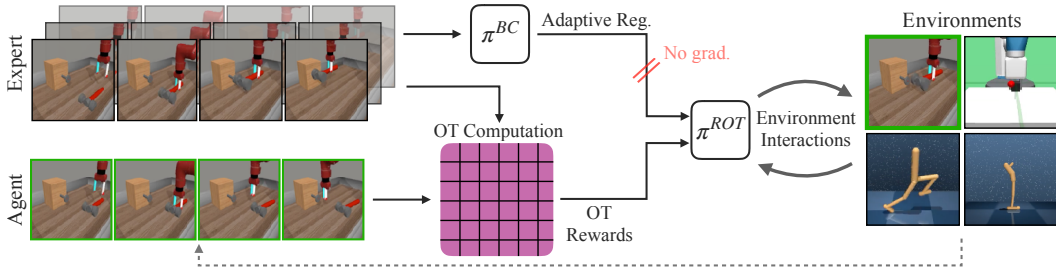 Expert
π^{BC}
Adaptive Reg.
No grad.
Environments
OT Computation
π^{ROT}
Environment
Interactions
Agent
OT
Rewards